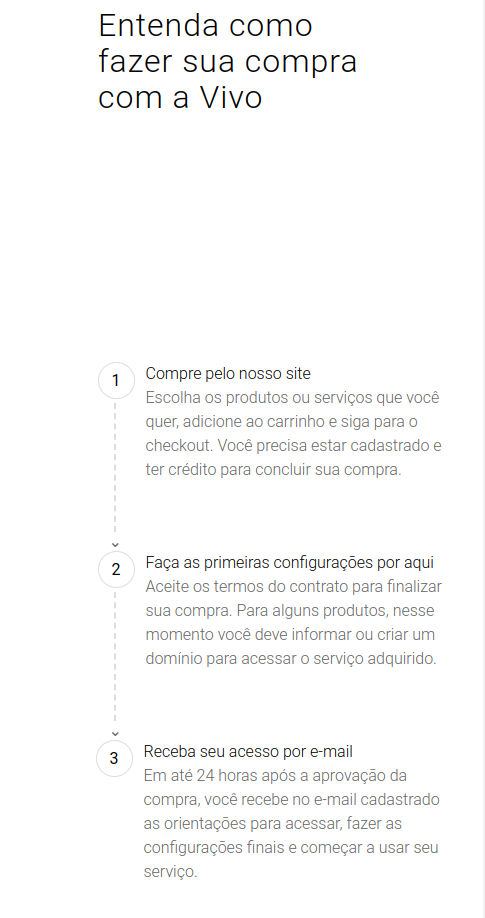 Entenda como
fazer sua compra
com a Vivo
1
Compre pelo nosso site
Escolha os produtos ou serviços que você
quer, adicione ao carrinho e siga para o
checkout. Você precisa estar cadastrado e
ter crédito para concluir sua compra.
2
Faça as primeiras configurações por aqui
Aceite os termos do contrato para finalizar
sua compra. Para alguns produtos, nesse
momento você deve informar ou criar um
domínio para acessar o serviço adquirido.
3
Receba seu acesso por e-mail
Em até 24 horas após a aprovação da
compra, você recebe no e-mail cadastrado
as orientações para acessar, fazer as
configurações finais e começar a usar seu
serviço.